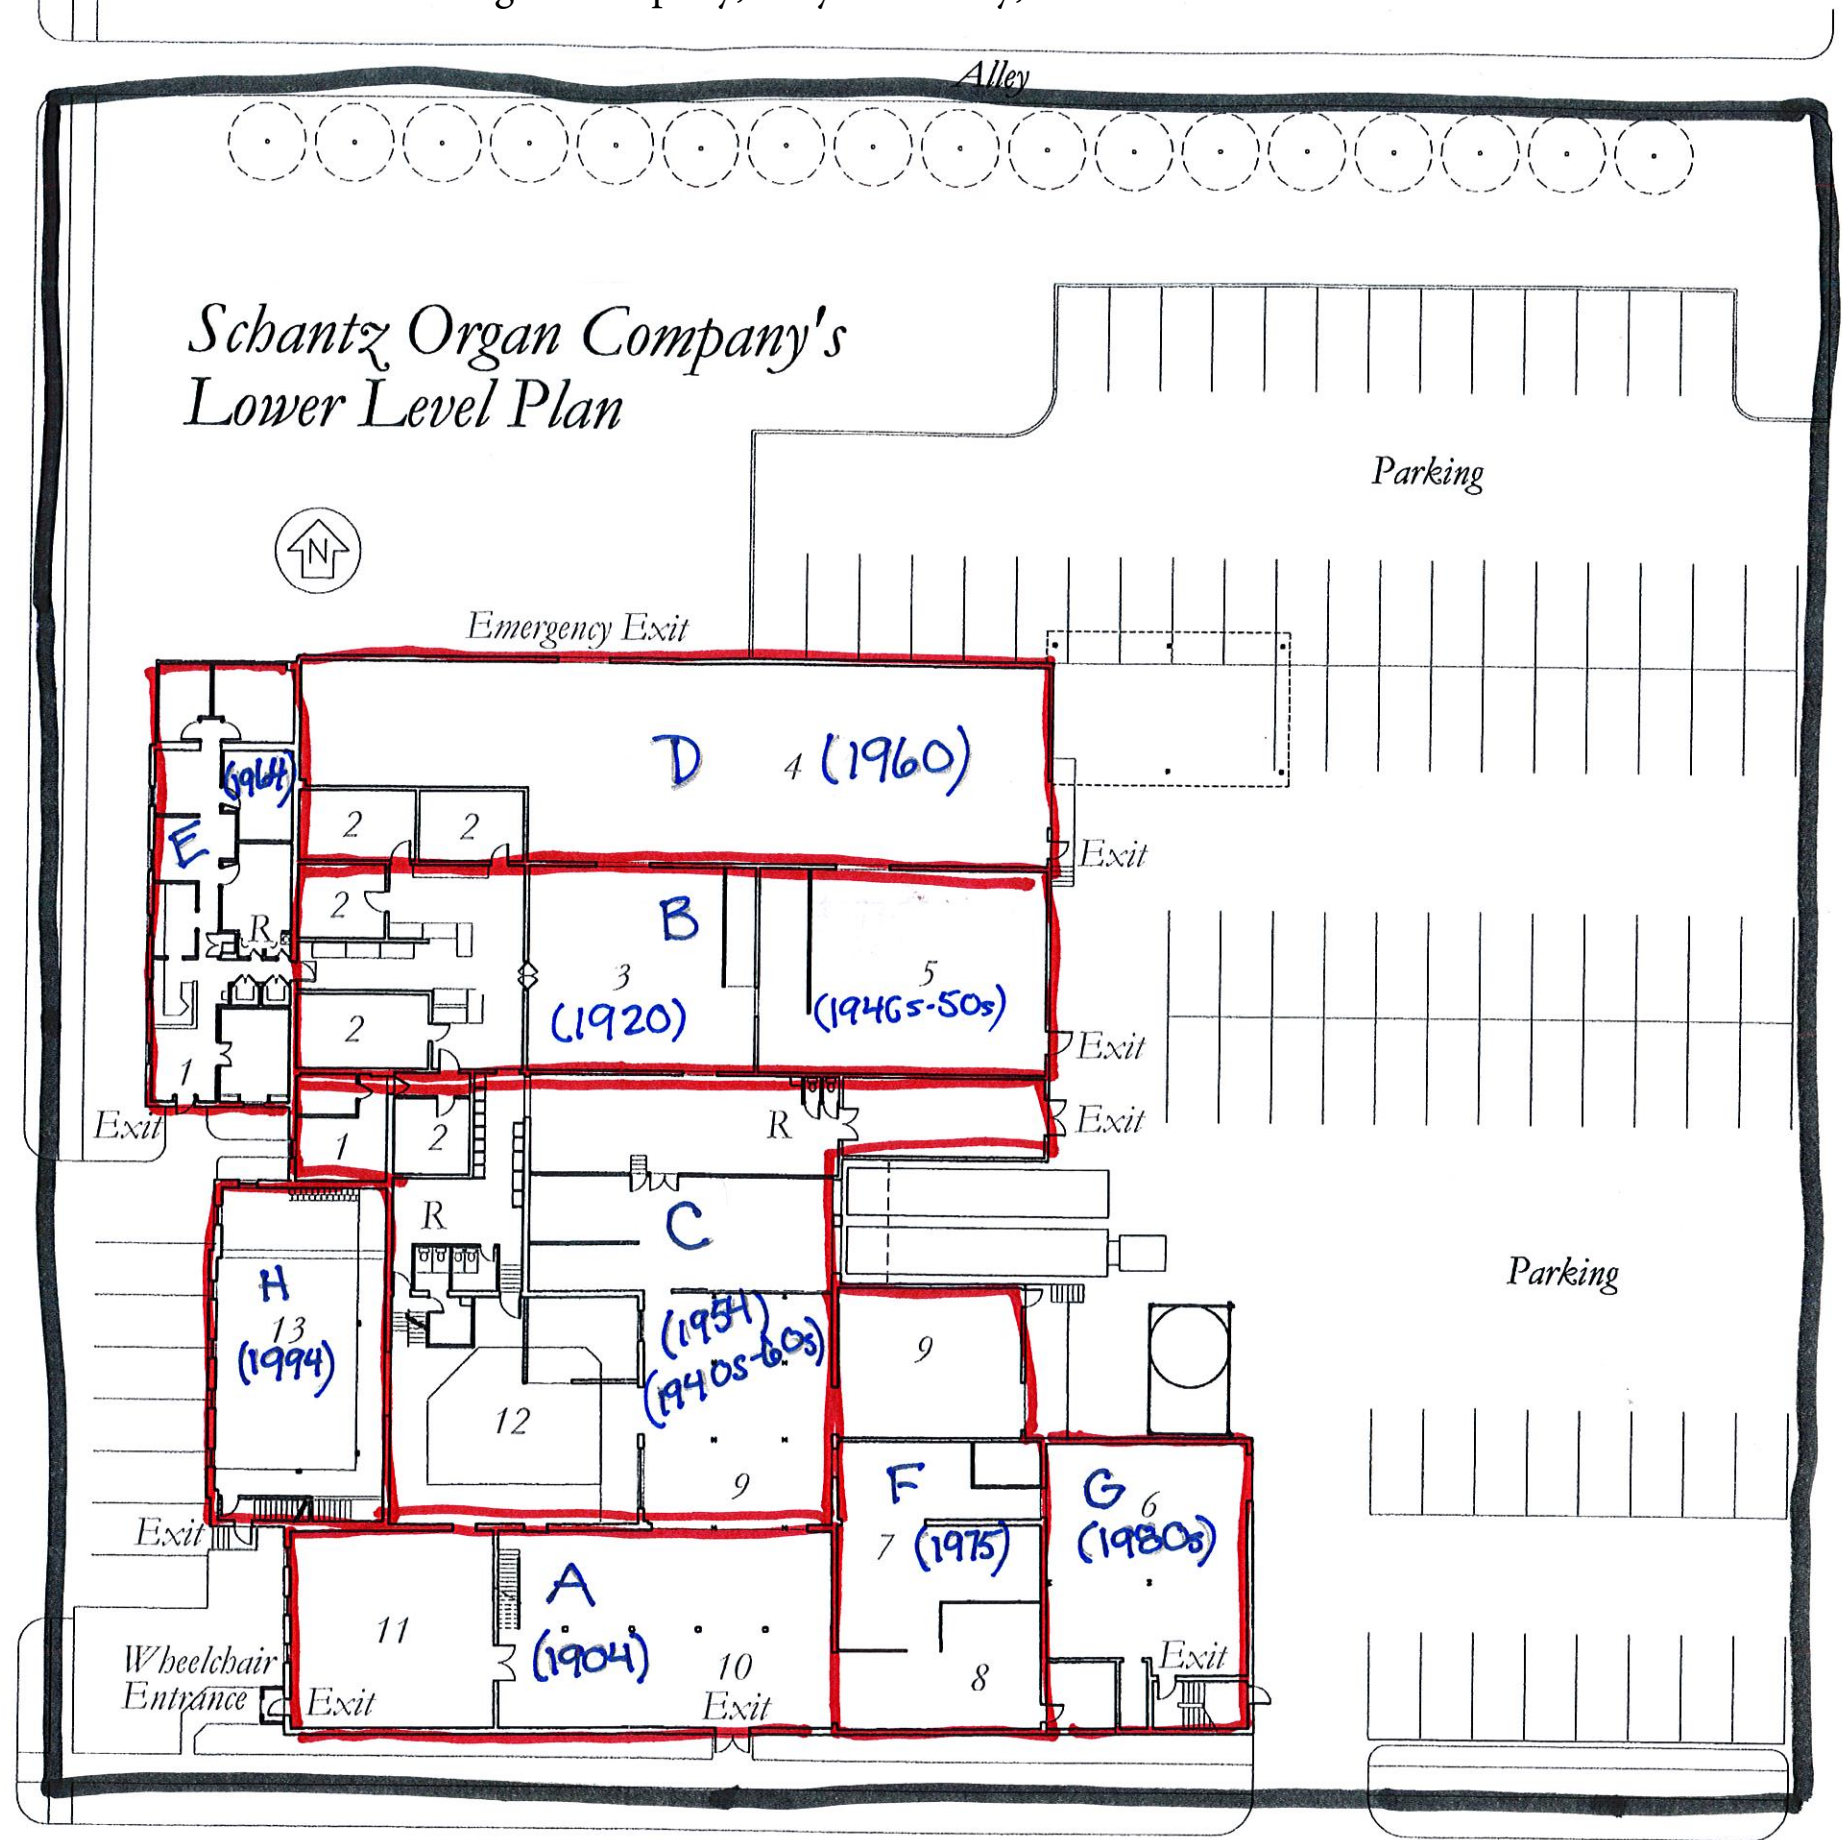 Alley
Schantz Organ Company's
Lower Level Plan
Parking
N
Emergency Exit
D 4 (1960)
(1964)
E
2 2
Exit
2 B
R
3 5
(1920) (1940s-50s)
2
Exit
1
Exit
R Exit
1 2
R C
Parking
H
13
(1994)
(1954)
(1940s-60s)
9
12
9
F G 6
7 (1975) (1980s)
Exit
A
11
(1904)
10
8 Exit
Wheelchair
Entrance Exit
Exit